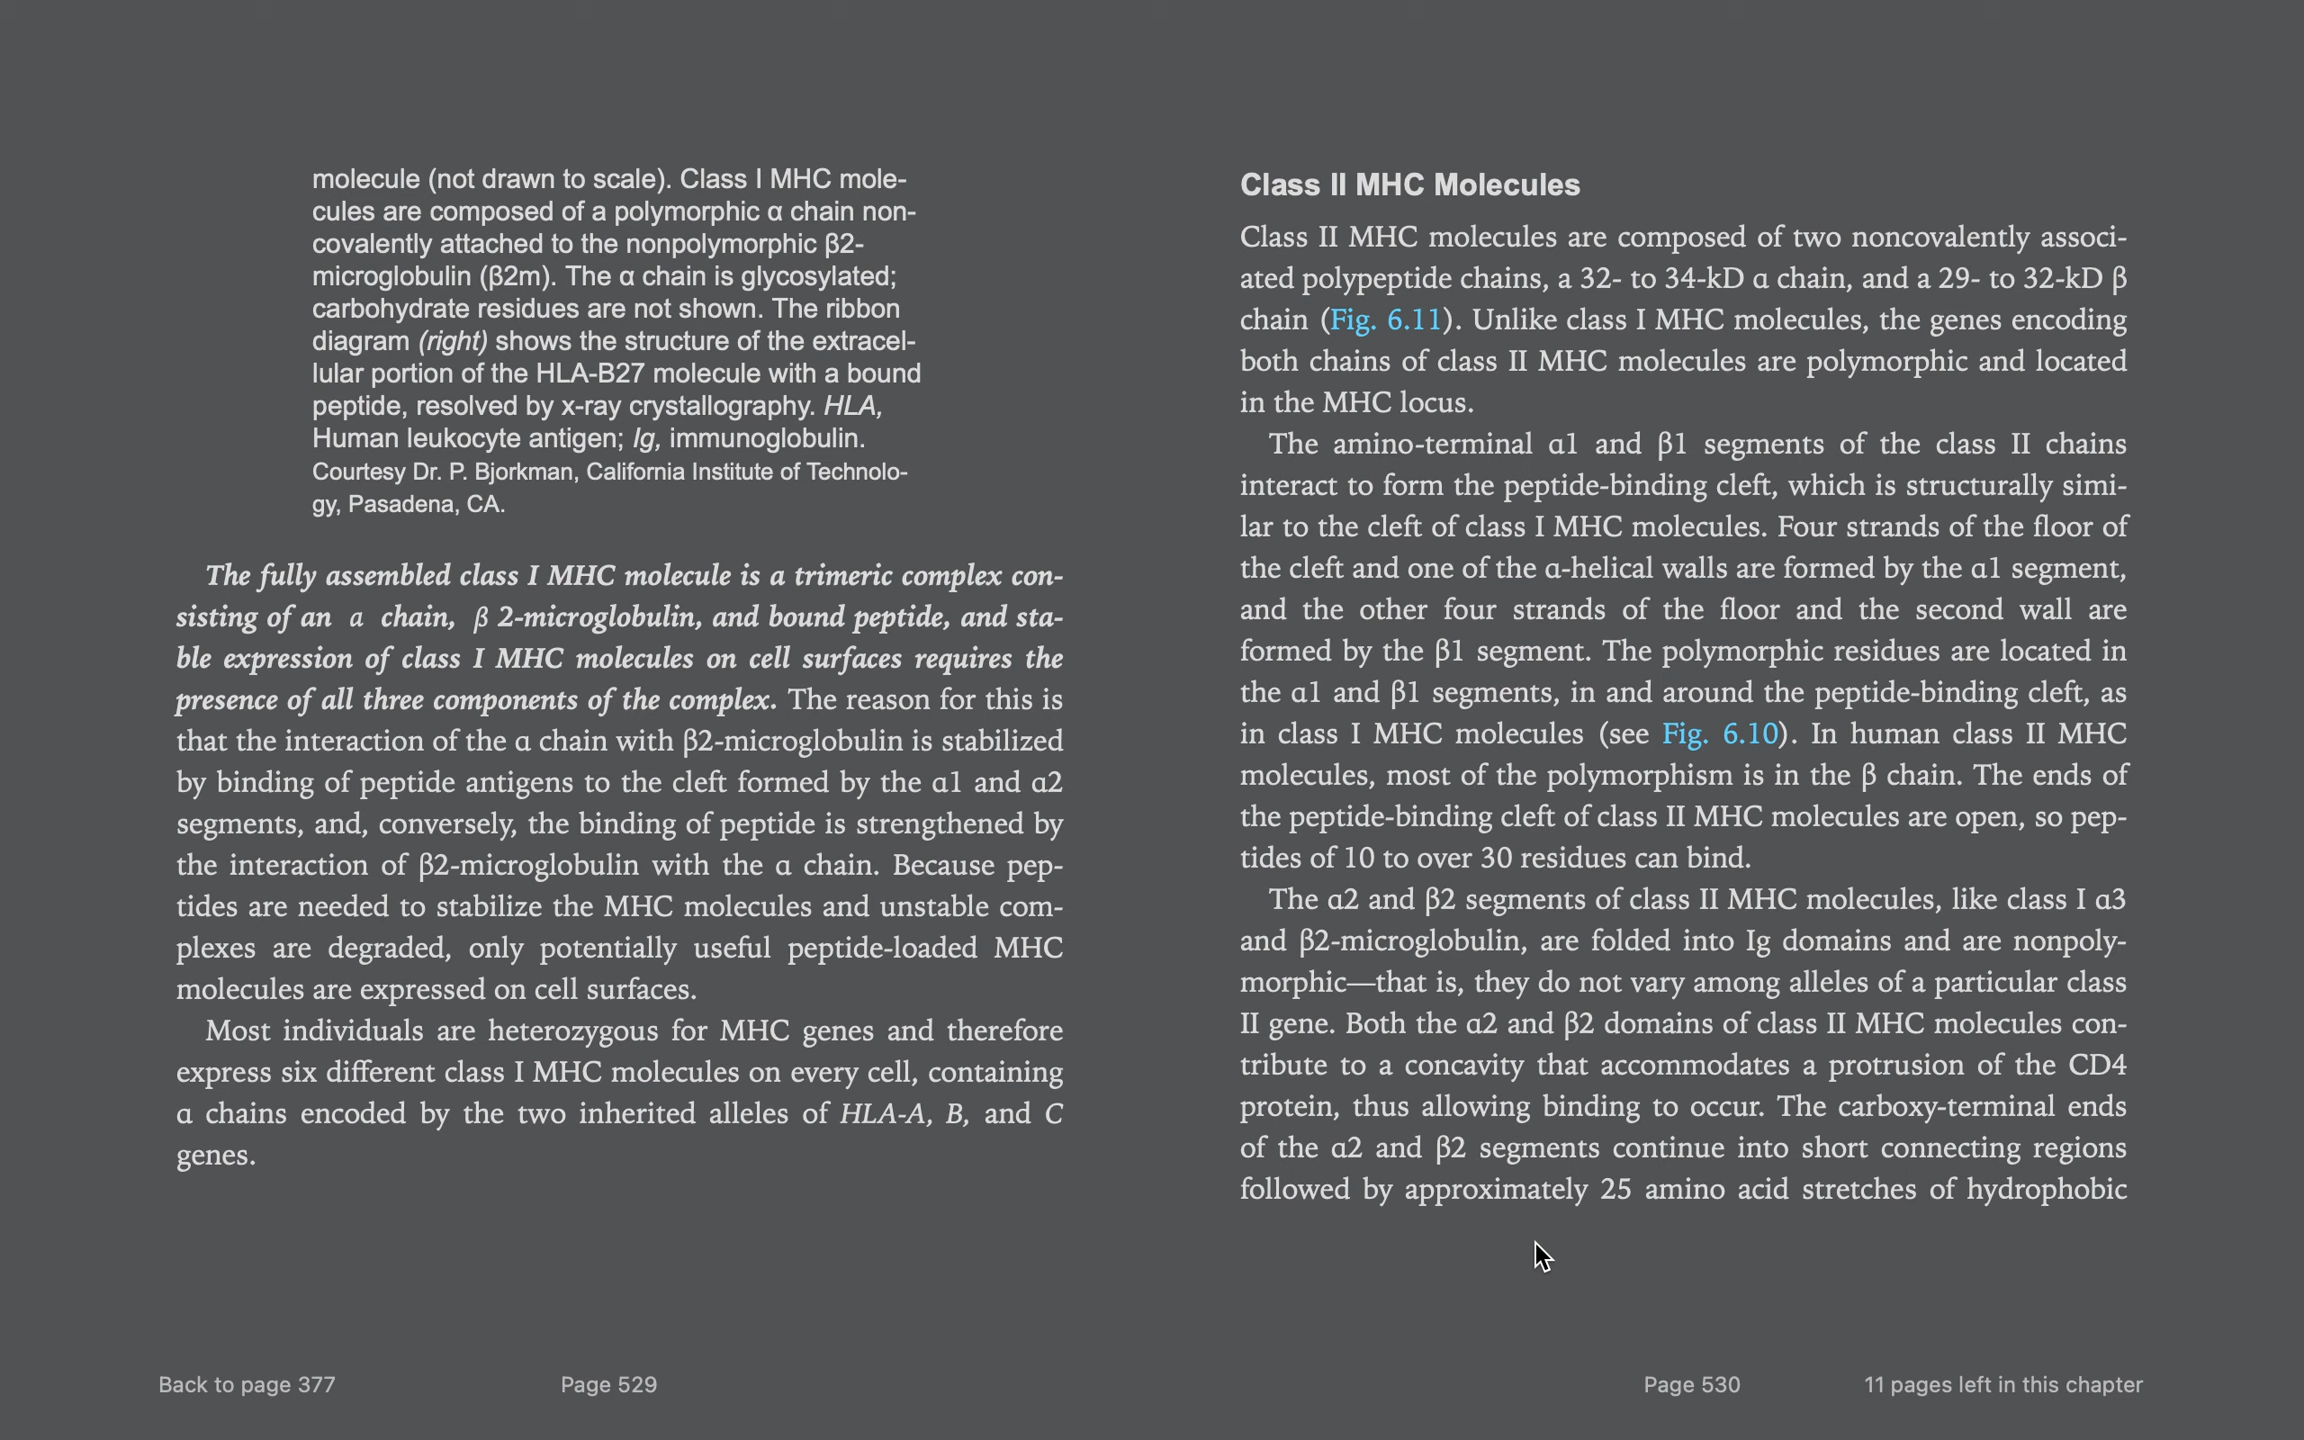 molecule (not drawn to scale). Class I MHC mole-
cules are composed of a polymorphic α chain non-
covalently attached to the nonpolymorphic β2-
microglobulin (β2m). The α chain is glycosylated;
carbohydrate residues are not shown. The ribbon
diagram (right) shows the structure of the extracel-
lular portion of the HLA-B27 molecule with a bound
peptide, resolved by x-ray crystallography. HLA,
Human leukocyte antigen; Ig, immunoglobulin.
Courtesy Dr. P. Bjorkman, California Institute of Technolo-
gy, Pasadena, CA.
The fully assembled class I MHC molecule is a trimeric complex con-
sisting of an α chain, β 2-microglobulin, and bound peptide, and sta-
ble expression of class I MHC molecules on cell surfaces requires the
presence of all three components of the complex. The reason for this is
that the interaction of the α chain with β2-microglobulin is stabilized
by binding of peptide antigens to the cleft formed by the α1 and α2
segments, and, conversely, the binding of peptide is strengthened by
the interaction of β2-microglobulin with the α chain. Because pep-
tides are needed to stabilize the MHC molecules and unstable com-
plexes are degraded, only potentially useful peptide-loaded MHC
molecules are expressed on cell surfaces.
Most individuals are heterozygous for MHC genes and therefore
express six different class I MHC molecules on every cell, containing
α chains encoded by the two inherited alleles of HLA-A, B, and C
genes.
Class II MHC Molecules
Class II MHC molecules are composed of two noncovalently associ-
ated polypeptide chains, a 32- to 34-kD α chain, and a 29- to 32-kD β
chain (Fig. 6.11). Unlike class I MHC molecules, the genes encoding
both chains of class II MHC molecules are polymorphic and located
in the MHC locus.
The amino-terminal α1 and β1 segments of the class II chains
interact to form the peptide-binding cleft, which is structurally simi-
lar to the cleft of class I MHC molecules. Four strands of the floor of
the cleft and one of the α-helical walls are formed by the α1 segment,
and the other four strands of the floor and the second wall are
formed by the β1 segment. The polymorphic residues are located in
the α1 and β1 segments, in and around the peptide-binding cleft, as
in class I MHC molecules (see Fig. 6.10). In human class II MHC
molecules, most of the polymorphism is in the β chain. The ends of
the peptide-binding cleft of class II MHC molecules are open, so pep-
tides of 10 to over 30 residues can bind.
The α2 and β2 segments of class II MHC molecules, like class I α3
and β2-microglobulin, are folded into Ig domains and are nonpoly-
morphic—that is, they do not vary among alleles of a particular class
II gene. Both the α2 and β2 domains of class II MHC molecules con-
tribute to a concavity that accommodates a protrusion of the CD4
protein, thus allowing binding to occur. The carboxy-terminal ends
of the α2 and β2 segments continue into short connecting regions
followed by approximately 25 amino acid stretches of hydrophobic
Back to page 377
Page 529
Page 530
11 pages left in this chapter